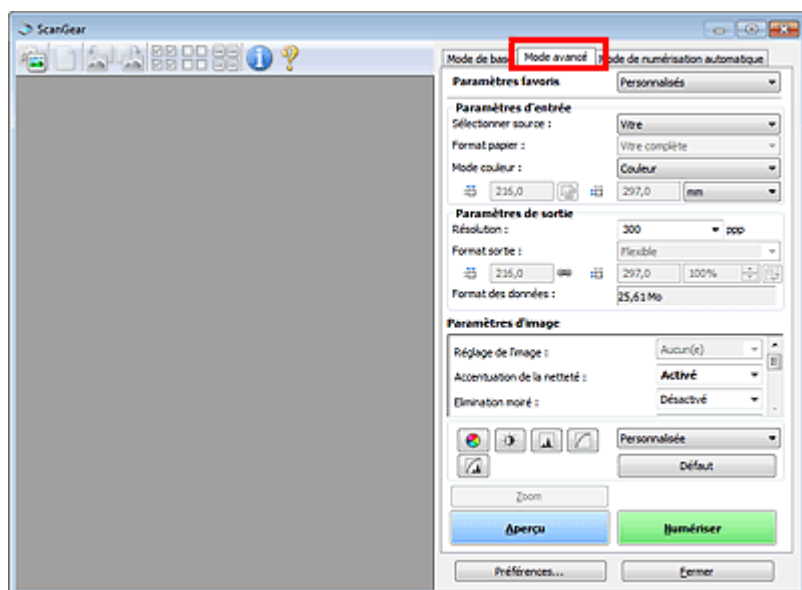 ScanGear
Mode de bas Mode avancé ode de numérisation automatique
Paramètres favoris Personnalisés
Paramètres d'entrée
Sélectionner source : Vitre
Format papier : Vitre complète
Mode couleur : Couleur
216,0 297,0 mm
Paramètres de sortie
Résolution : 300 ppp
Format sortie : Flexible
216,0 297,0 100%
Format des données : 25,61 Mo
Paramètres d'image
Réglage de l'image : Aucun(e)
Accentuation de la netteté : Activé
Elimination moiré : Désactivé
Personnalisée
Défaut
Zoom
Aperçu Numériser
Préférences... Fermer